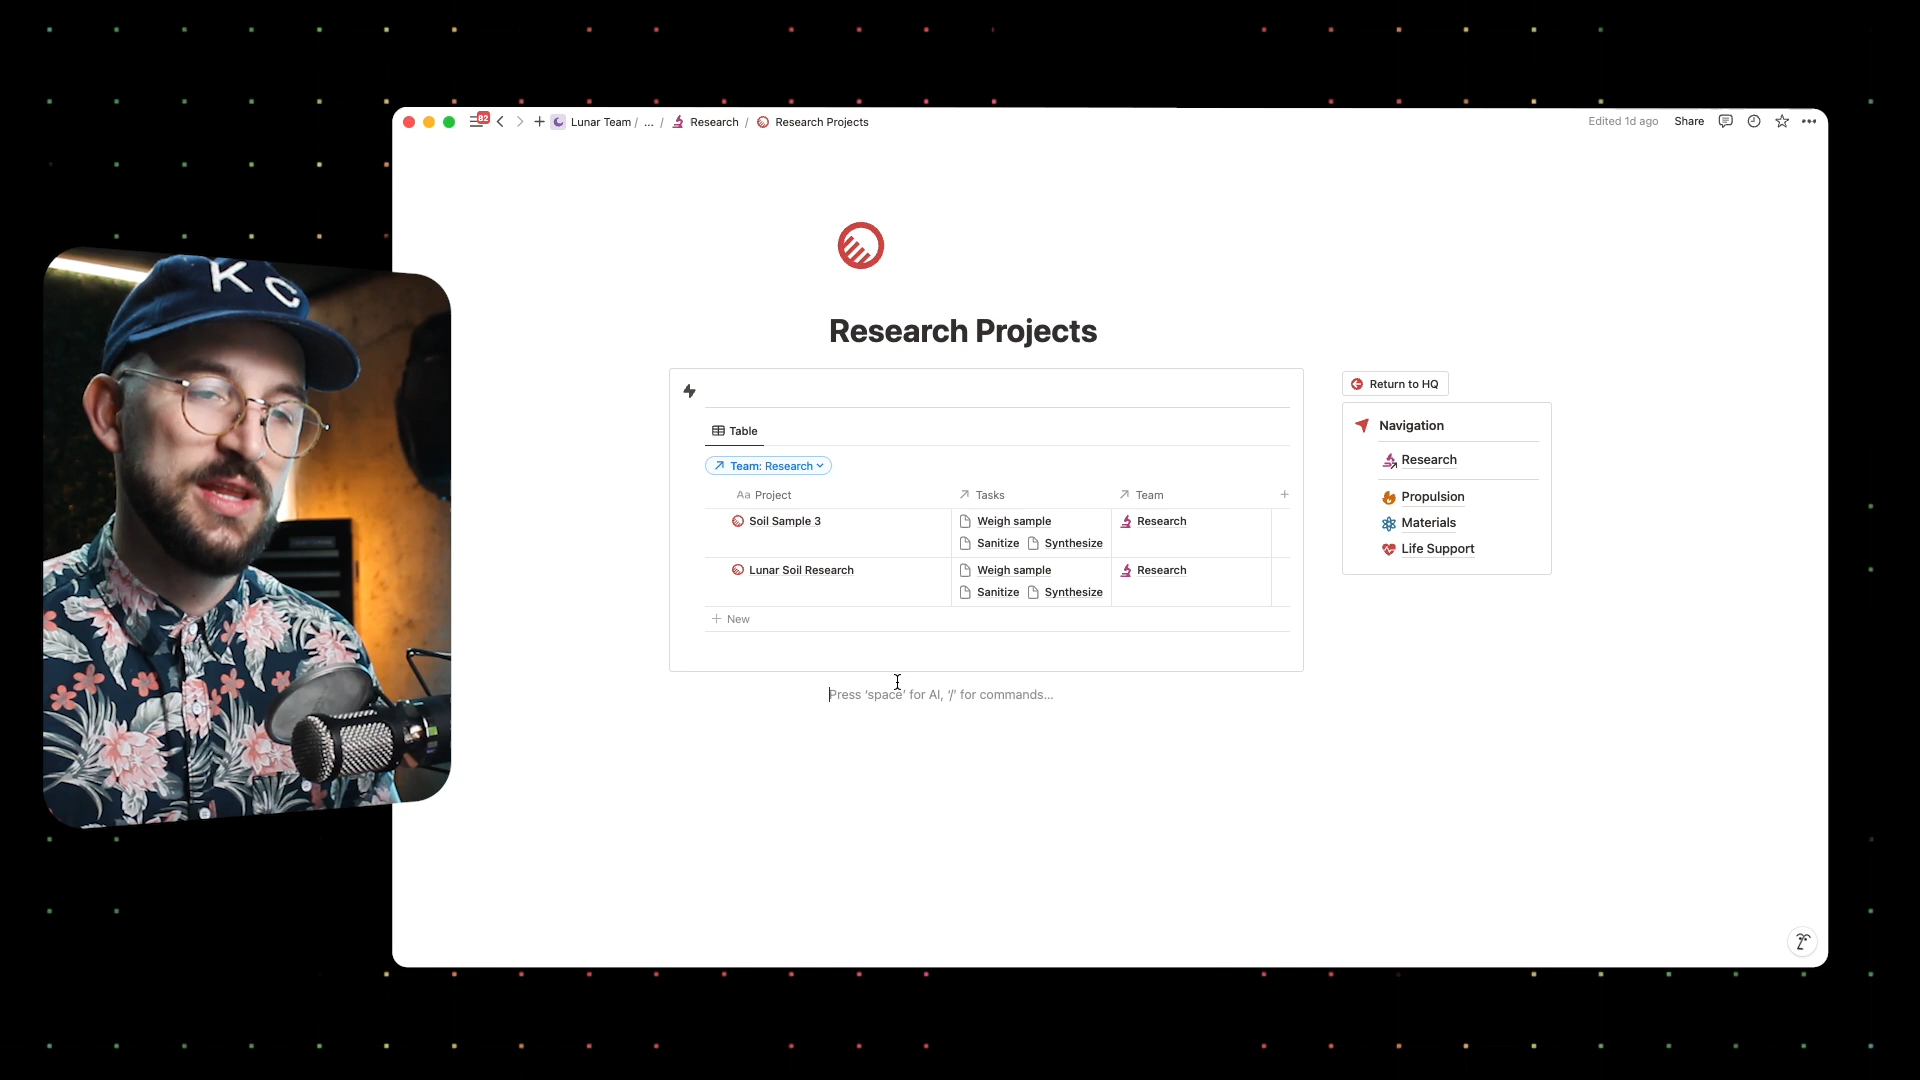 82
Lunar Team / ... / Research / Research Projects
Edited 1d ago Share
KC
Research Projects
Return to HQ
Table
Navigation
Team: Research
Research
Aa Project Tasks Team
Propulsion
Soil Sample 3 Weigh sample Research
Materials
Sanitize Synthesize
Life Support
Lunar Soil Research Weigh sample Research
Sanitize Synthesize
New
Press ‘space’ for AI, ‘/’ for commands…